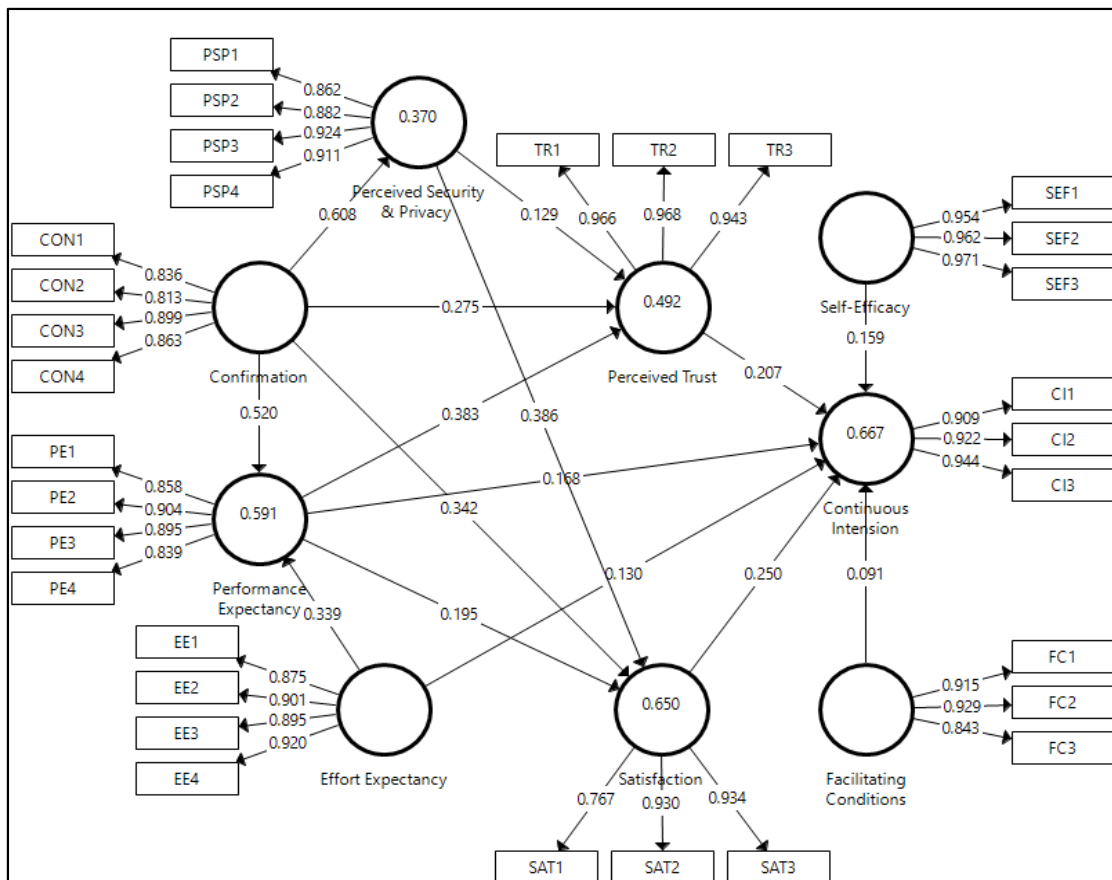 PSP1
PSP2
PSP3
PSP4
0.862
0.882
0.924
0.911
0.370
Perceived Security
& Privacy
TR1
TR2
TR3
0.966
0.968
0.943
0.608
0.129
SEF1
SEF2
SEF3
0.954
0.962
0.971
Self-Efficacy
CON1
CON2
CON3
CON4
0.836
0.813
0.899
0.863
Confirmation
0.275
0.492
Perceived Trust
0.159
0.207
0.520
0.383
0.386
CI1
CI2
CI3
0.909
0.922
0.944
0.667
Continuous
Intension
PE1
PE2
PE3
PE4
0.858
0.904
0.895
0.839
0.591
Performance
Expectancy
0.168
0.342
0.130
0.250
0.091
0.339
0.195
EE1
EE2
EE3
EE4
0.875
0.901
0.895
0.920
Effort Expectancy
0.650
Satisfaction
FC1
FC2
FC3
0.915
0.929
0.843
Facilitating
Conditions
0.767
0.930
0.934
SAT1
SAT2
SAT3